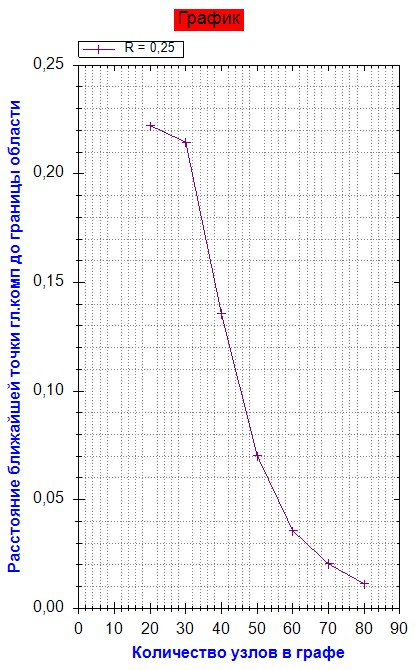 График
R = 0,25
0,25
0,20
0,15
0,10
0,05
0,00
0 10 20 30 40 50 60 70 80 90
Расстояние ближайшей точки гл.комп до границы области
Количество узлов в графе